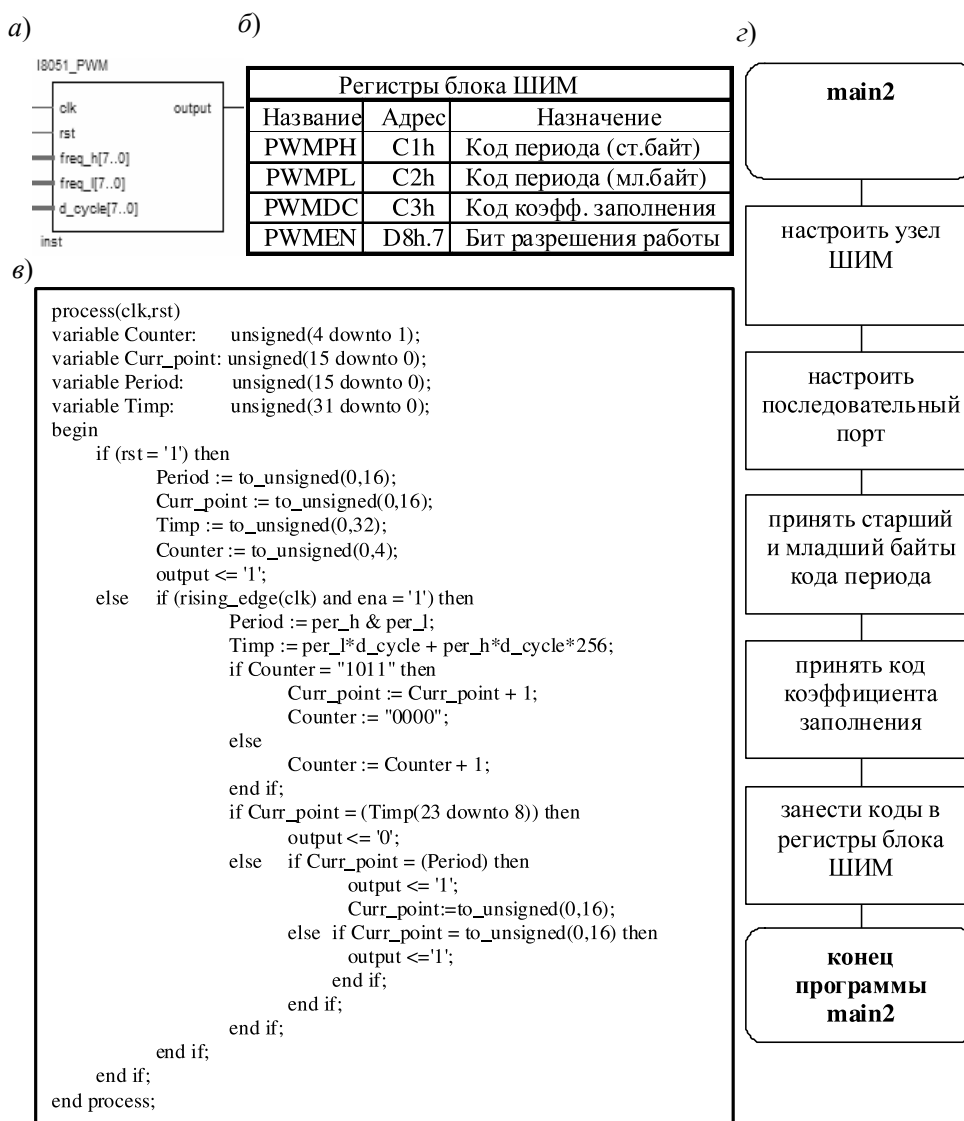 а)
I8051_PWM
clk output
rst
freq_h[7..0]
freq_l[7..0]
d_cycle[7..0]
inst
б)
Регистры блока ШИМ
Название Адрес Назначение
PWMPH C1h Код периода (ст.байт)
PWMPL C2h Код периода (мл.байт)
PWMDC C3h Код коэфф. заполнения
PWMEN D8h.7 Бит разрешения работы
в)
process(clk,rst)
variable Counter: unsigned(4 downto 1);
variable Curr_point: unsigned(15 downto 0);
variable Period: unsigned(15 downto 0);
variable Timp: unsigned(31 downto 0);
begin
if (rst = '1') then
Period := to_unsigned(0,16);
Curr_point := to_unsigned(0,16);
Timp := to_unsigned(0,32);
Counter := to_unsigned(0,4);
output <= '1';
else if (rising_edge(clk) and ena = '1') then
Period := per_h & per_l;
Timp := per_l*d_cycle + per_h*d_cycle*256;
if Counter = "1011" then
Curr_point := Curr_point + 1;
Counter := "0000";
else
Counter := Counter + 1;
end if;
if Curr_point = (Timp(23 downto 8)) then
output <= '0';
else if Curr_point = (Period) then
output <= '1';
Curr_point:=to_unsigned(0,16);
else if Curr_point = to_unsigned(0,16) then
output <='1';
end if;
end if;
end if;
end if;
end if;
end process;
г)
main2
настроить узел
ШИМ
настроить
последовательный
порт
принять старший
и младший байты
кода периода
принять код
коэффициента
заполнения
занести коды в
регистры блока
ШИМ
конец
программы
main2